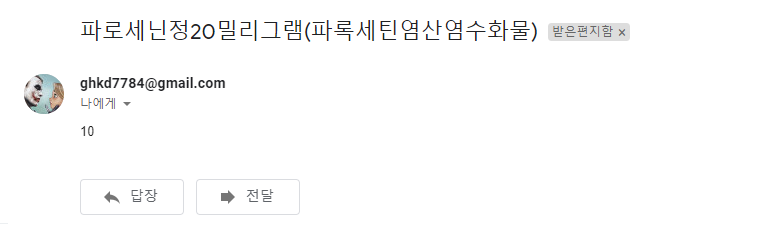 파로세닌정20밀리그램(파록세틴염산염수화물) 받은편지함 ×
ghkd7784@gmail.com
나에게
10
답장 전달